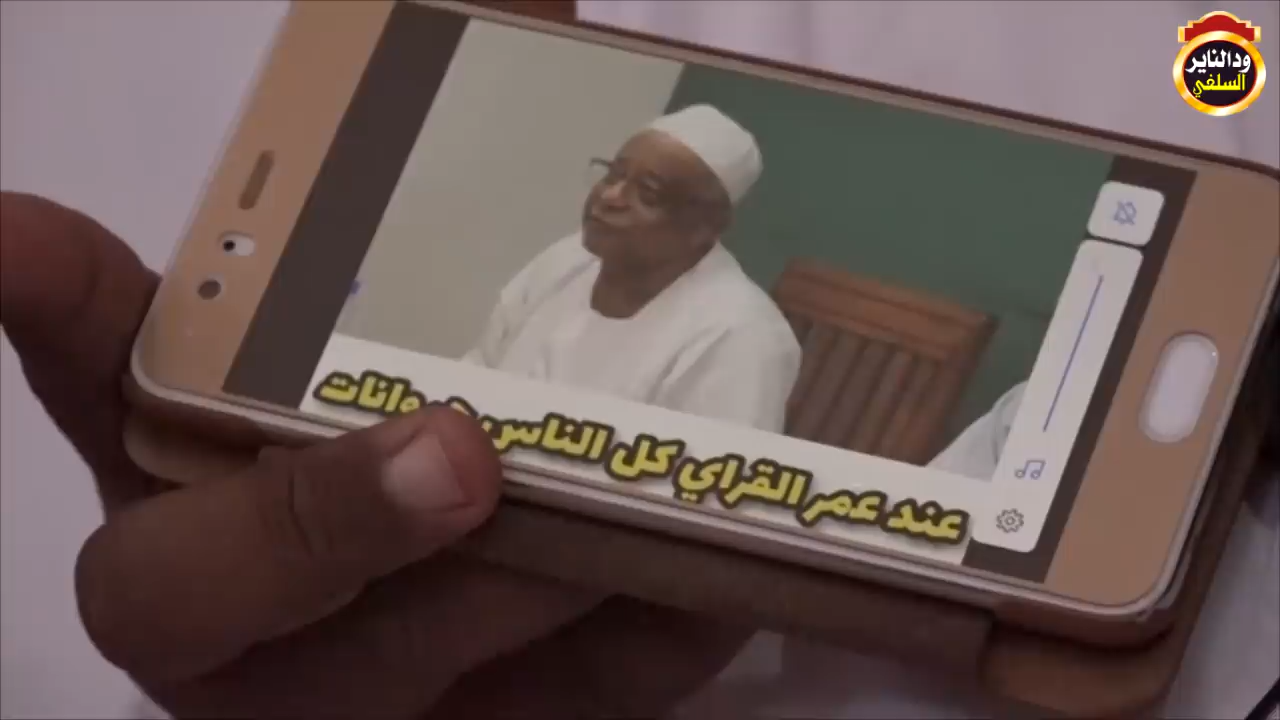 ودالناير
السلفي
عند عمر القراي كل الناس